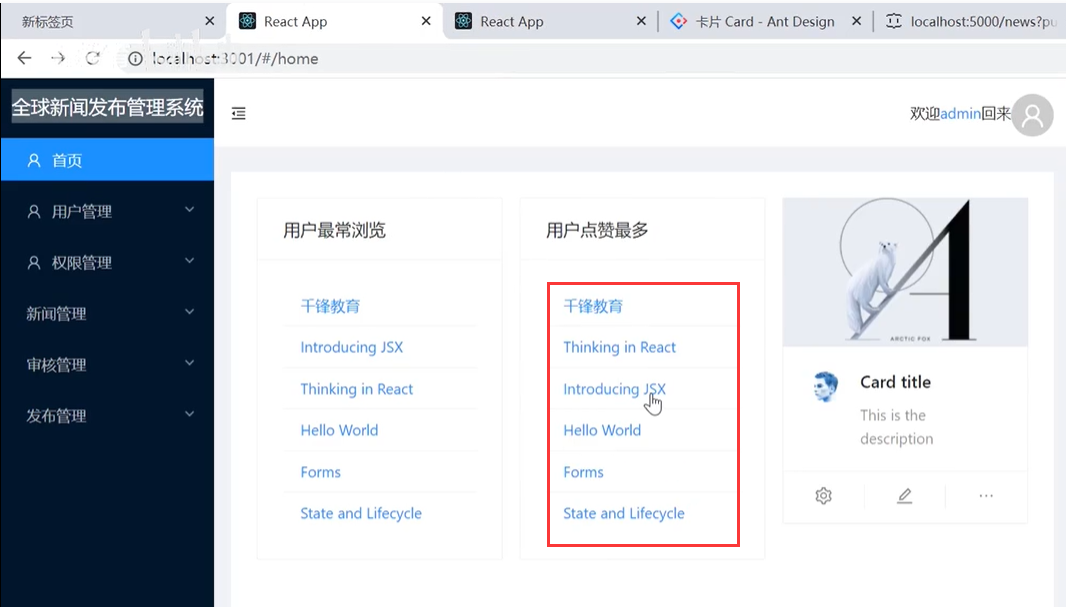 新标签页
React App
React App
卡片 Card - Ant Design
localhost:5000/news?pu
localhost:3001/#/home
全球新闻发布管理系统
欢迎admin回来
首页
用户管理
权限管理
新闻管理
审核管理
发布管理
用户最常浏览
千锋教育
Introducing JSX
Thinking in React
Hello World
Forms
State and Lifecycle
用户点赞最多
千锋教育
Thinking in React
Introducing JSX
Hello World
Forms
State and Lifecycle
A
ARCTIC FOX
Card title
This is the
description